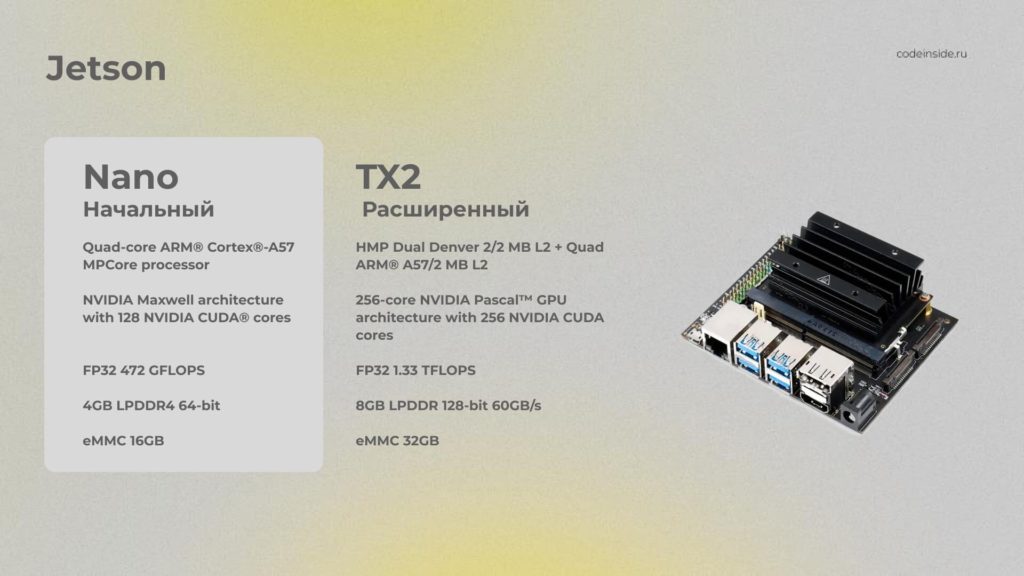 Jetson
codeinside.ru
Nano
Начальный
Quad-core ARM® Cortex®-A57
MPCore processor
NVIDIA Maxwell architecture
with 128 NVIDIA CUDA® cores
FP32 472 GFLOPS
4GB LPDDR4 64-bit
eMMC 16GB
TX2
Расширенный
HMP Dual Denver 2/2 MB L2 + Quad
ARM® A57/2 MB L2
256-core NVIDIA Pascal™ GPU
architecture with 256 NVIDIA CUDA
cores
FP32 1.33 TFLOPS
8GB LPDDR 128-bit 60GB/s
eMMC 32GB